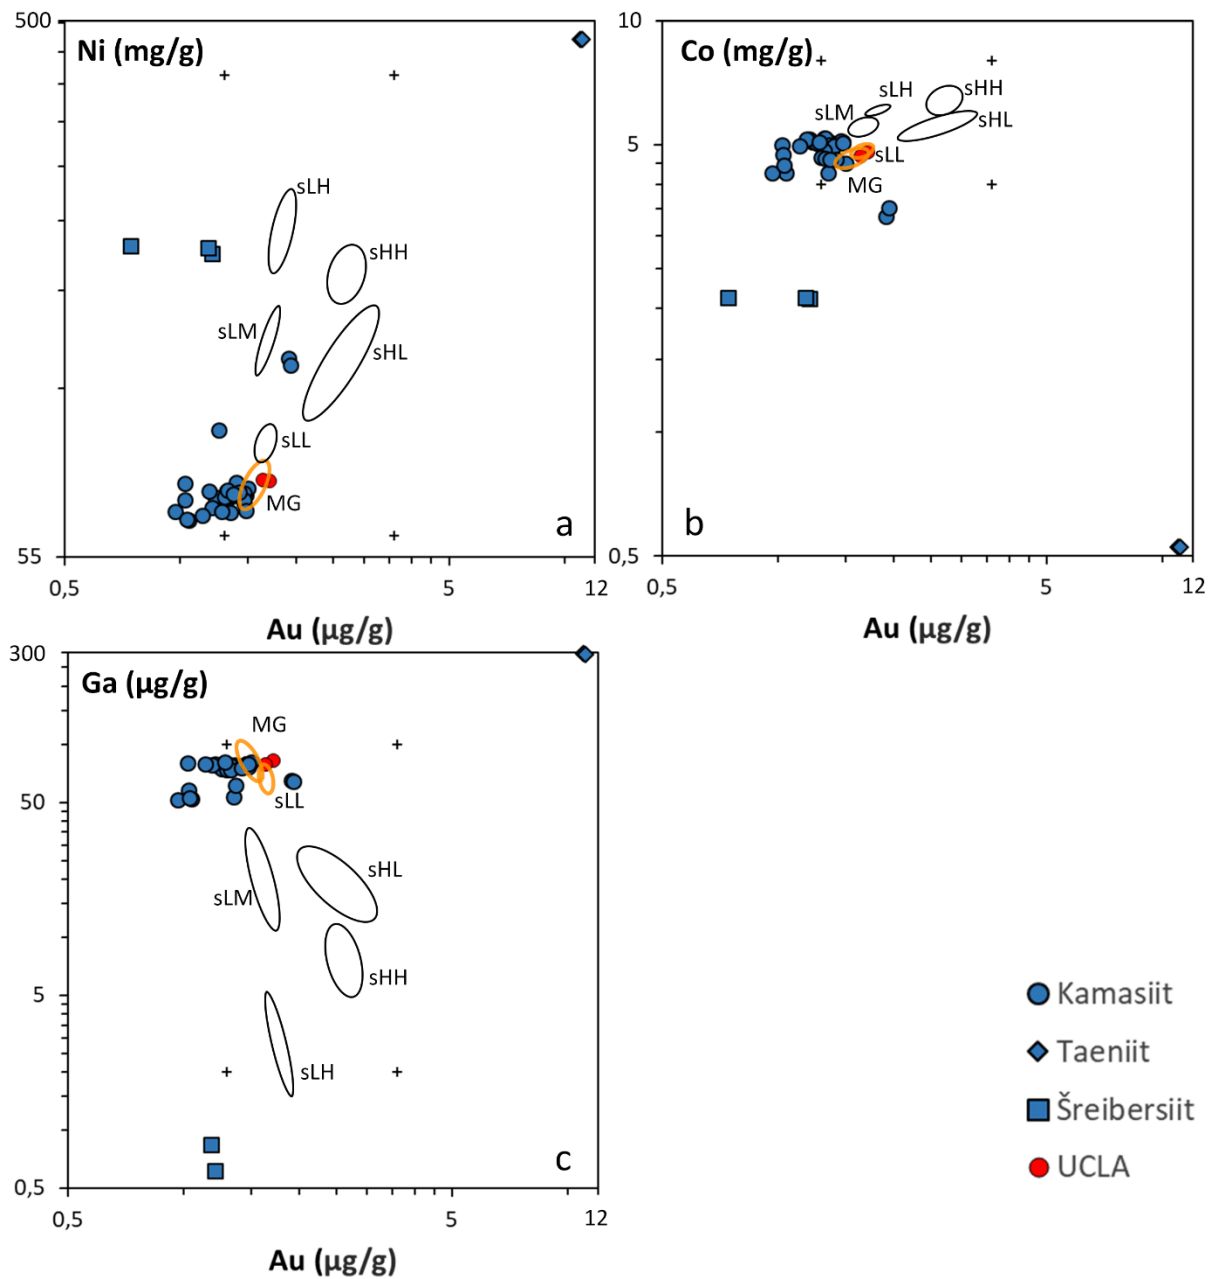 500
Ni (mg/g)
sLH
sHH
sLM
sHL
sLL
MG
a
55
0,5
5
12
Au (µg/g)
10
Co (mg/g)
sLH
sHH
sLM
sHL
5
sLL
MG
b
0,5
0,5
5
12
Au (µg/g)
300
Ga (µg/g)
MG
50
sLL
sHL
sLM
sHH
5
sLH
c
0,5
0,5
5
12
Au (µg/g)
Kamasiit
Taeniit
Šreibersiit
UCLA